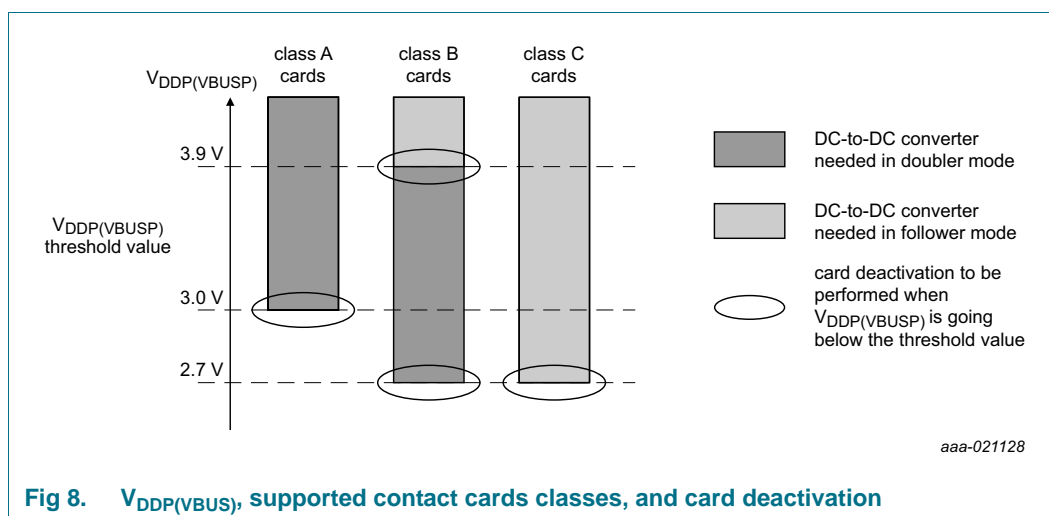 class A
cards
class B
cards
class C
cards
VDDP(VBUSP)
3.9 V
VDDP(VBUSP)
threshold value
3.0 V
2.7 V
DC-to-DC converter
needed in doubler mode
DC-to-DC converter
needed in follower mode
card deactivation to be
performed when
VDDP(VBUSP) is going
below the threshold value
aaa-021128
Fig 8. VDDP(VBUS), supported contact cards classes, and card deactivation